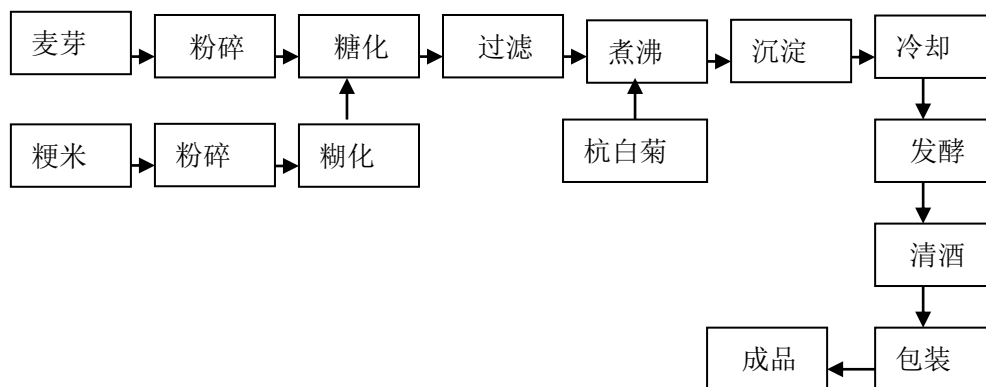 麦芽
粉碎
糖化
过滤
煮沸
沉淀
冷却
粳米
粉碎
糊化
杭白菊
发酵
清酒
成品
包装